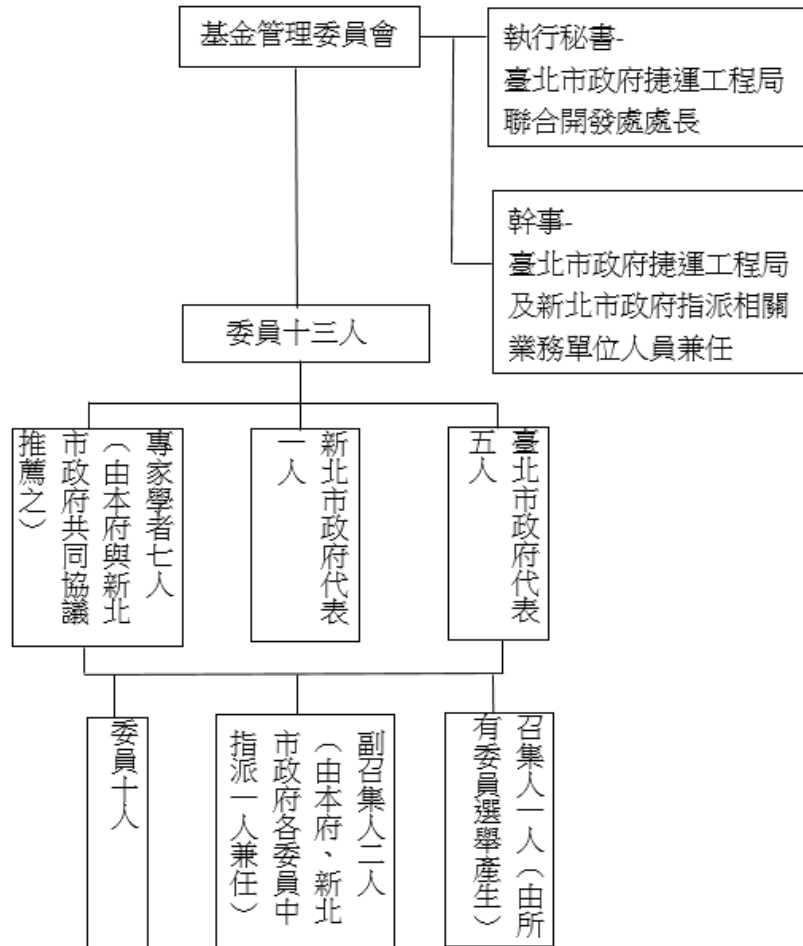 基金管理委員會
執行秘書-
臺北市政府捷運工程局
聯合開發處處長
幹事-
臺北市政府捷運工程局
及新北市政府指派相關
業務單位人員兼任
委員十三人
臺北市政府代表
五人
新北市政府代表
一人
專家學者七人
（由本府與新北
市政府共同協議
推薦之）
召集人一人（由所
有委員選舉產生）
副召集人二人
（由本府、新北
市政府各委員中
指派一人兼任）
委員十人